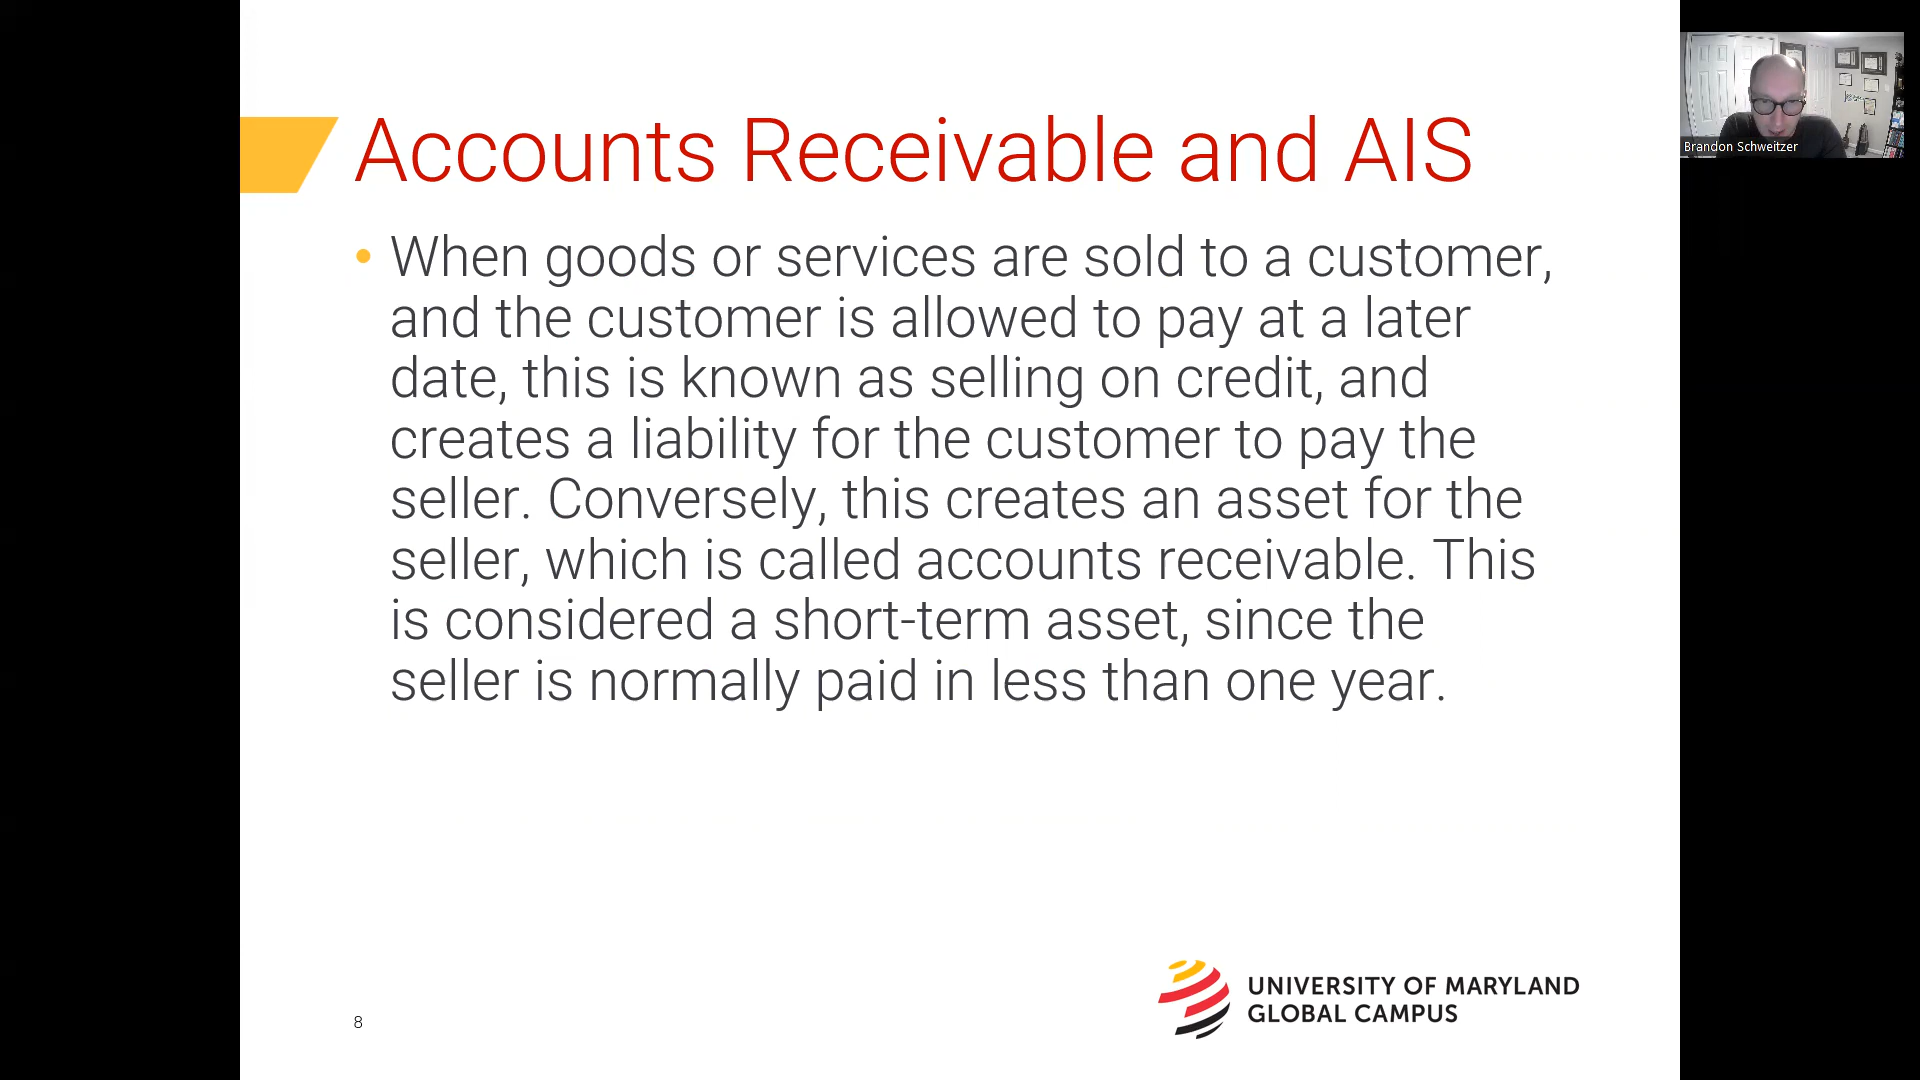 Accounts Receivable and AIS
• When goods or services are sold to a customer,
and the customer is allowed to pay at a later
date, this is known as selling on credit, and
creates a liability for the customer to pay the
seller. Conversely, this creates an asset for the
seller, which is called accounts receivable. This
is considered a short-term asset, since the
seller is normally paid in less than one year.
Brandon Schweitzer
8
UNIVERSITY OF MARYLAND
GLOBAL CAMPUS